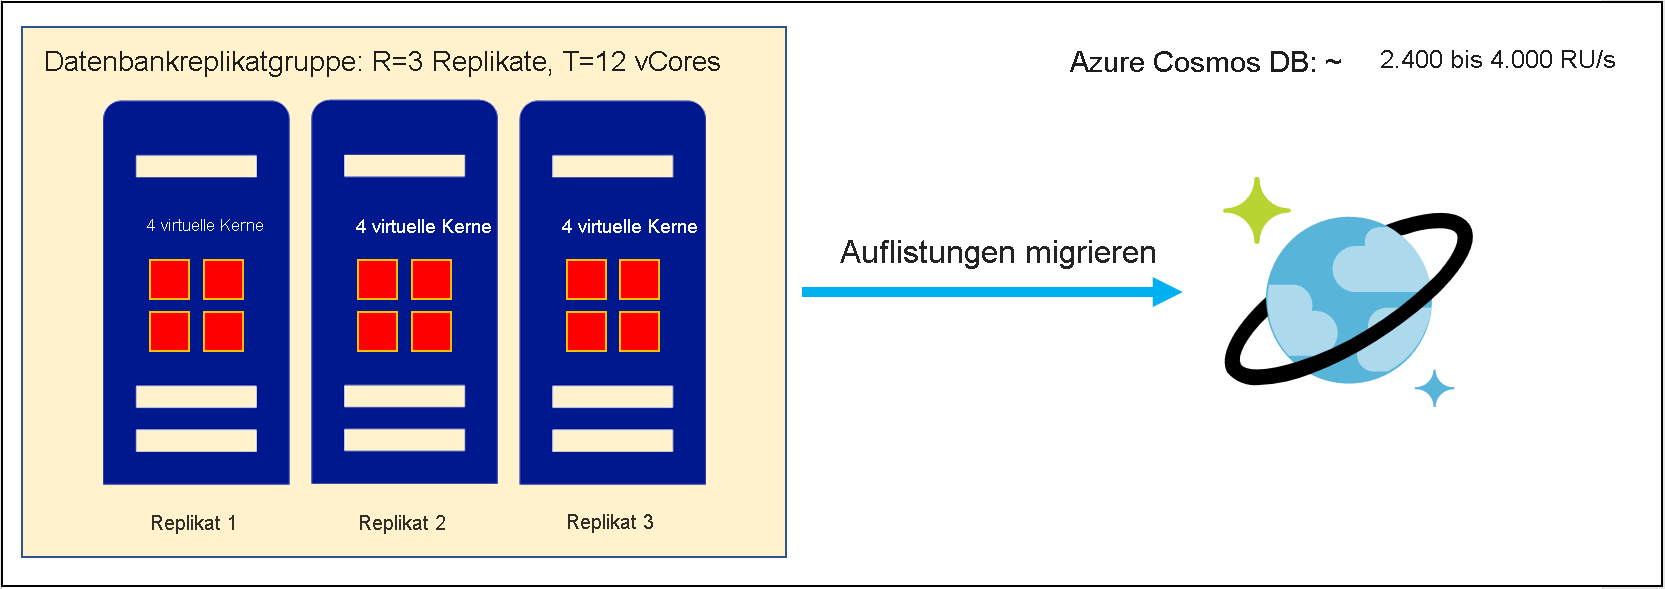 Datenbankreplikatgruppe: R=3 Replikate, T=12 vCores
Azure Cosmos DB: ~ 2.400 bis 4.000 RU/s
4 virtuelle Kerne
4 virtuelle Kerne
4 virtuelle Kerne
Auflistungen migrieren
Replikat 1
Replikat 2
Replikat 3